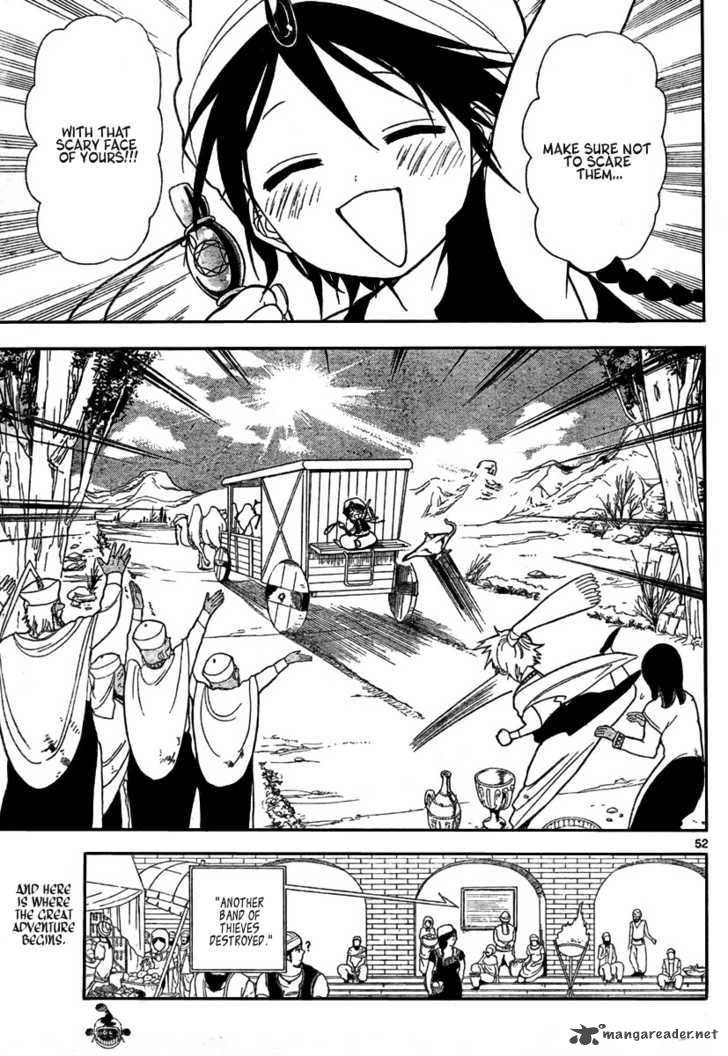 MAKE SURE NOT
TO SCARE
THEM...
WITH THAT
SCARY FACE
OF YOURS!!!
52
AND HERE
IS WHERE
THE GREAT
ADVENTURE
BEGINS.
"ANOTHER
BAND OF
THIEVES
DESTROYED."
?
mangareader.net